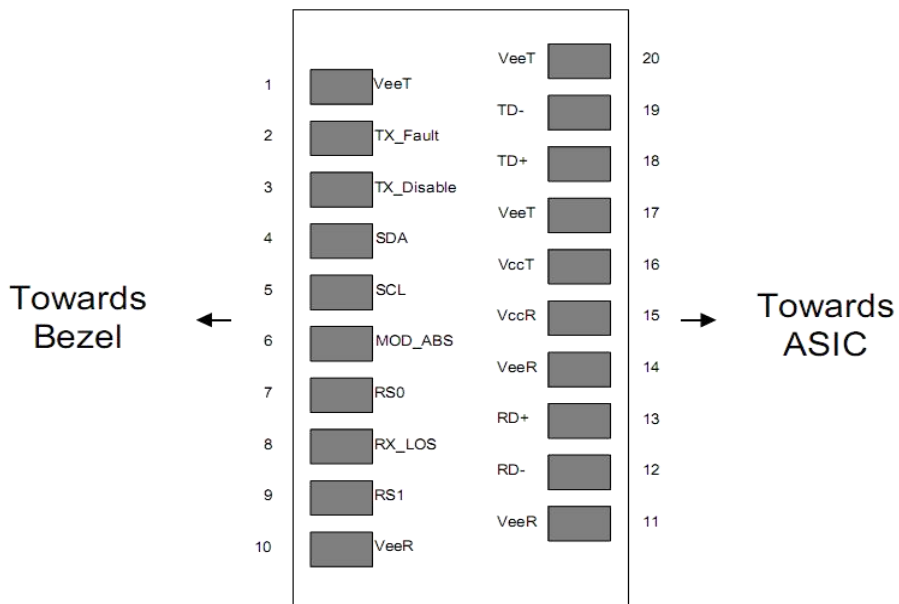 VeeT 20
1 VeeT
TD- 19
2 TX_Fault
TD+ 18
3 TX_Disable
VeeT 17
4 SDA
VccT 16
5 SCL
Towards
Bezel
VccR 15
Towards
ASIC
6 MOD_ABS
VeeR 14
7 RS0
RD+ 13
8 RX_LOS
RD- 12
9 RS1
VeeR 11
10 VeeR